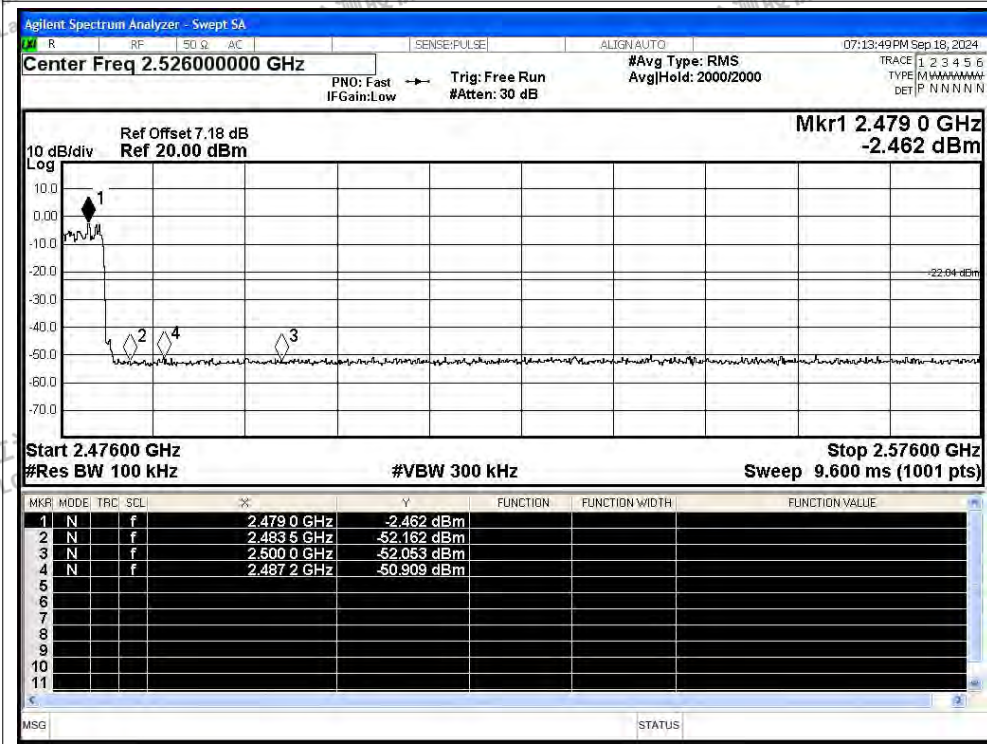 Agilent Spectrum Analyzer - Swept SA
LXI R RF 50 Ω AC SENSE:PULSE ALIGN AUTO 07:13:49 PM Sep 18, 2024
Center Freq 2.526000000 GHz
PNO: Fast
IFGain:Low
Trig: Free Run
#Atten: 30 dB
#Avg Type: RMS
Avg|Hold: 2000/2000
TRACE 1 2 3 4 5 6
TYPE M
DET P N N N N N
Ref Offset 7.18 dB
10 dB/div Ref 20.00 dBm
Mkr1 2.479 0 GHz
-2.462 dBm
Log
10.0
0.00
-10.0
-20.0
-30.0
-40.0
-50.0
-60.0
-70.0
1
-22.04 dBm
2
4
3
Start 2.47600 GHz Stop 2.57600 GHz
#Res BW 100 kHz #VBW 300 kHz Sweep 9.600 ms (1001 pts)
MKR MODE TRC SCL X Y FUNCTION FUNCTION WIDTH FUNCTION VALUE
1 N f 2.479 0 GHz -2.462 dBm
2 N f 2.483 5 GHz -52.162 dBm
3 N f 2.500 0 GHz -52.053 dBm
4 N f 2.487 2 GHz -50.909 dBm
5
6
7
8
9
10
11
MSG STATUS